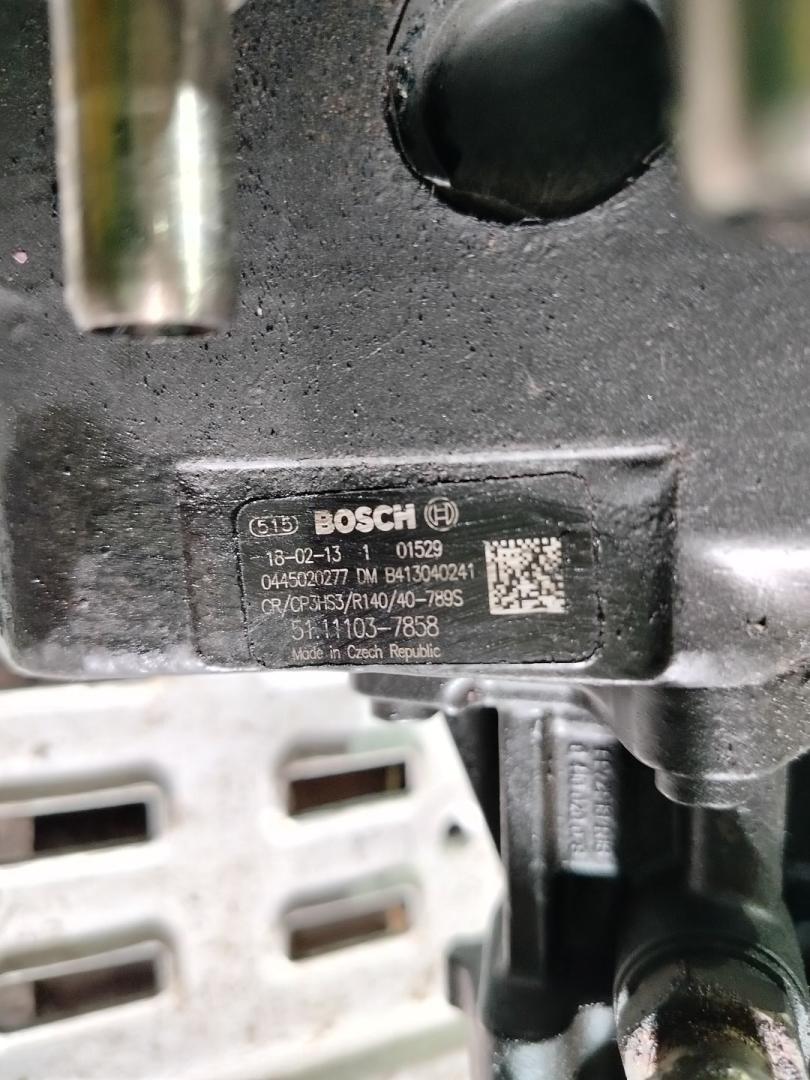 (515) BOSCH
18-02-13 1 01529
0445020277 DM B413040241
CR/CP3HS3/R140/40-789S
51.11103-7858
Made in Czech Republic